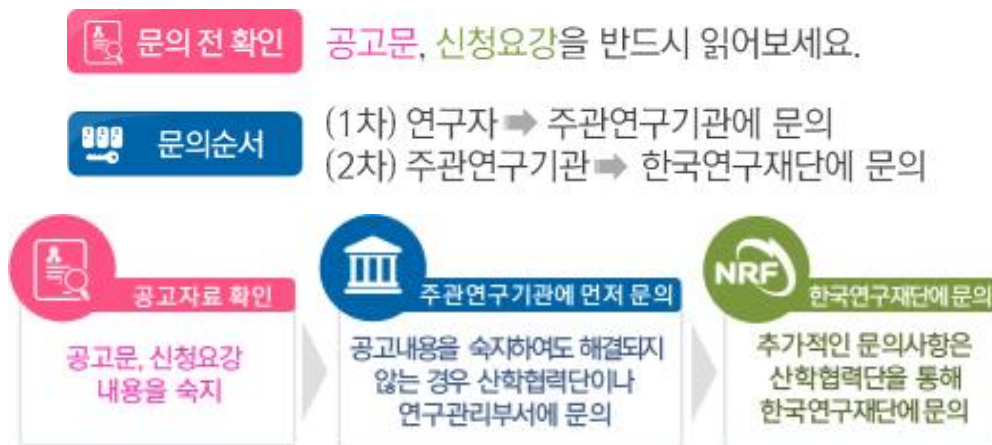 문의 전 확인 공고문, 신청요강을 반드시 읽어보세요.
문의순서
(1차) 연구자 ➡ 주관연구기관에 문의
(2차) 주관연구기관 ➡ 한국연구재단에 문의
공고자료 확인
공고문, 신청요강
내용을 숙지
주관연구기관에 먼저 문의
공고내용을 숙지하여도 해결되지
않는 경우 산학협력단이나
연구관리부서에 문의
NRF
한국연구재단에 문의
추가적인 문의사항은
산학협력단을 통해
한국연구재단에 문의